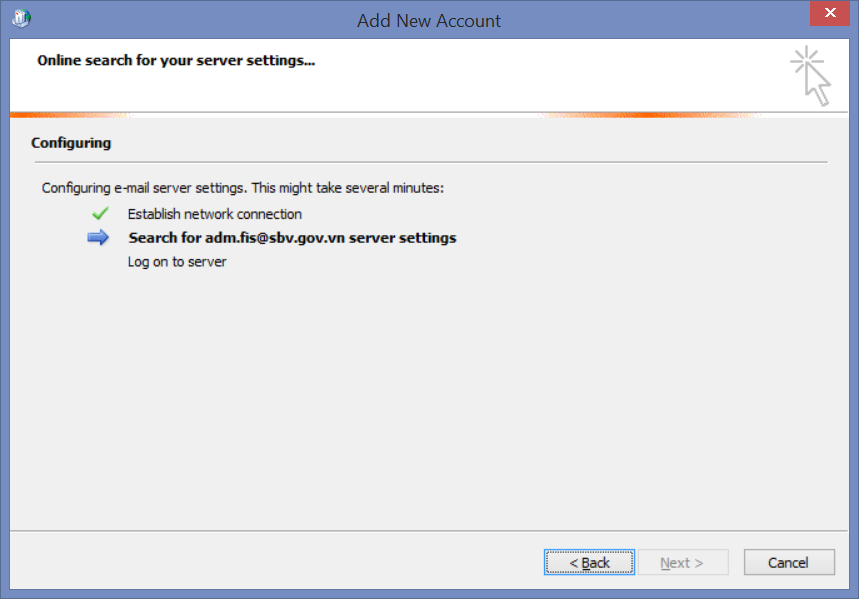 Add New Account
Online search for your server settings...
Configuring
Configuring e-mail server settings. This might take several minutes:
Establish network connection
Search for adm.fis@sbv.gov.vn server settings
Log on to server
< Back
Next >
Cancel